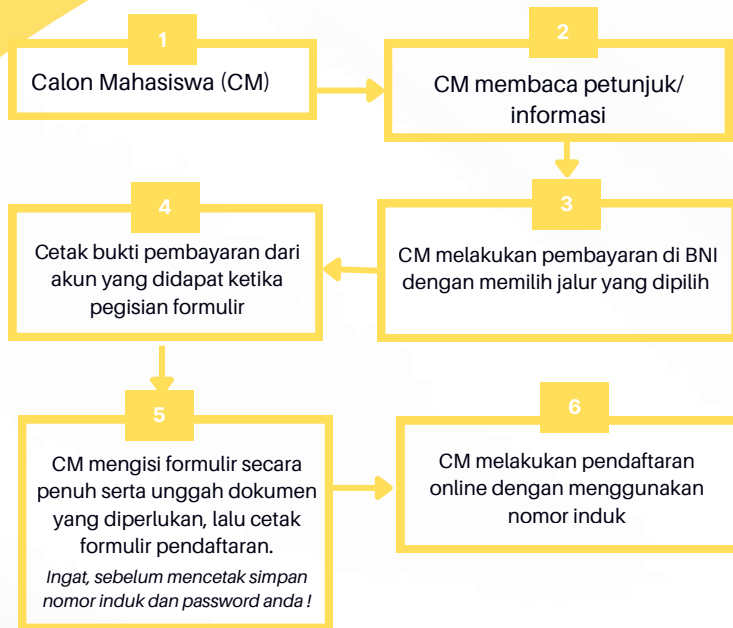 1
Calon Mahasiswa (CM)
2
CM membaca petunjuk/
informasi
3
CM melakukan pembayaran di BNI
dengan memilih jalur yang dipilih
4
Cetak bukti pembayaran dari
akun yang didapat ketika
pegisian formulir
5
CM mengisi formulir secara
penuh serta unggah dokumen
yang diperlukan, lalu cetak
formulir pendaftaran.
Ingat, sebelum mencetak simpan
nomor induk dan password anda !
6
CM melakukan pendaftaran
online dengan menggunakan
nomor induk